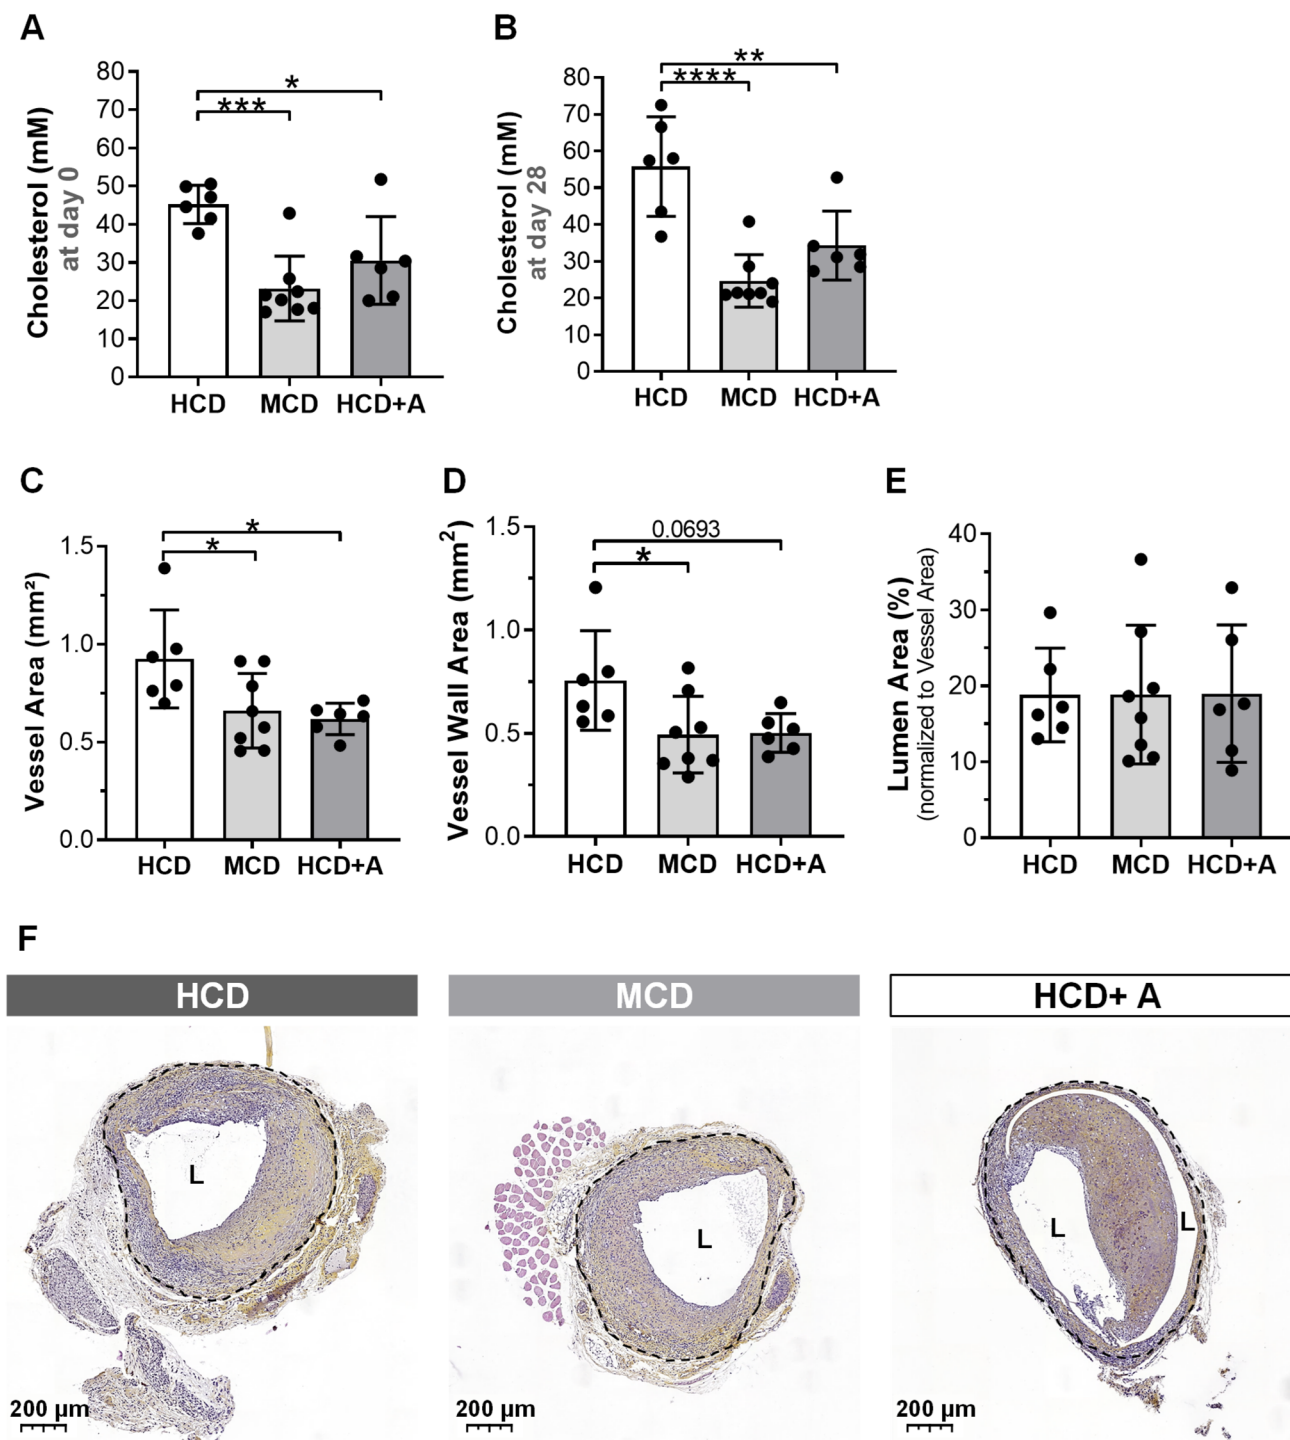 A
Cholesterol (mM)
at day 0
80
70
60
50
40
30
20
10
0
*
***
HCD
MCD
HCD+A
B
Cholesterol (mM)
at day 28
80
70
60
50
40
30
20
10
0
**
****
HCD
MCD
HCD+A
C
Vessel Area (mm²)
1.5
1.0
0.5
0.0
*
*
HCD
MCD
HCD+A
D
Vessel Wall Area (mm²)
1.5
1.0
0.5
0.0
0.0693
*
HCD
MCD
HCD+A
E
Lumen Area (%)
(normalized to Vessel Area)
40
30
20
10
0
HCD
MCD
HCD+A
F
HCD
MCD
HCD+ A
L
L
L
L
200 µm
200 µm
200 µm